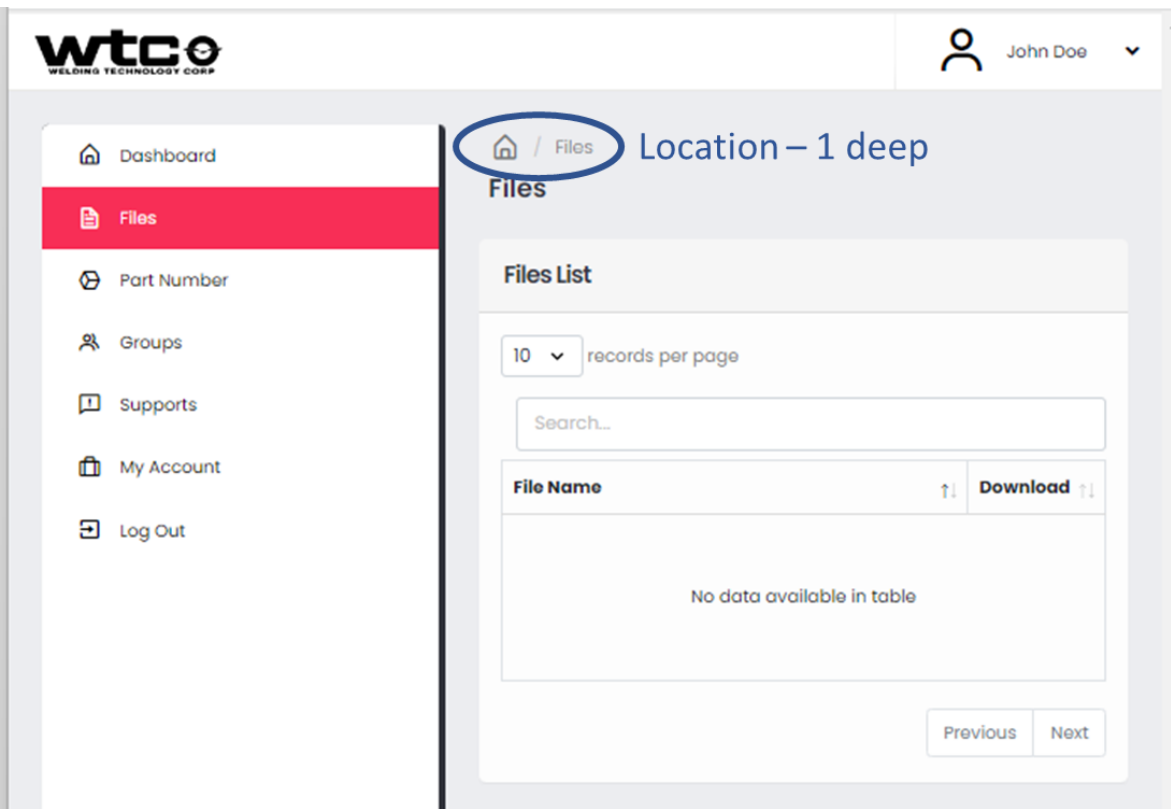 wtco
WELDING TECHNOLOGY CORP
John Doe
Dashboard
Files
Part Number
Groups
Supports
My Account
Log Out
/ Files
Location – 1 deep
Files
Files List
10 records per page
Search...
File Name Download
No data available in table
Previous Next